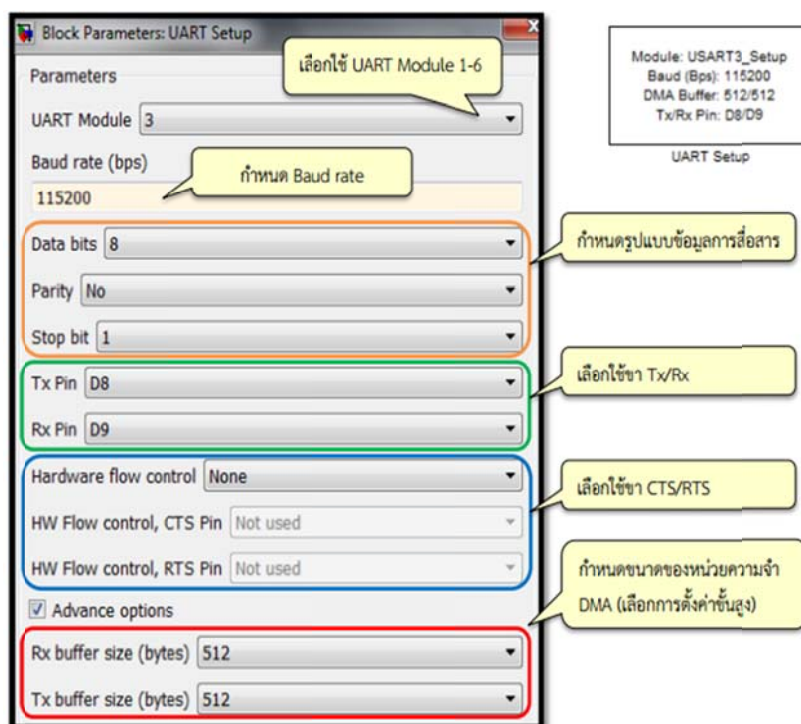 Block Parameters: UART Setup
Parameters
เลือกใช้ UART Module 1-6
UART Module 3
Baud rate (bps)
กำหนด Baud rate
115200
Data bits 8
กำหนดรูปแบบข้อมูลการสื่อสาร
Parity No
Stop bit 1
Tx Pin D8
เลือกใช้ขา Tx/Rx
Rx Pin D9
Hardware flow control None
เลือกใช้ขา CTS/RTS
HW Flow control, CTS Pin Not used
HW Flow control, RTS Pin Not used
กำหนดขนาดของหน่วยความจำ
DMA (เลือกการตั้งค่าขั้นสูง)
Advance options
Rx buffer size (bytes) 512
Tx buffer size (bytes) 512
Module: USART3_Setup
Baud (Bps): 115200
DMA Buffer: 512/512
Tx/Rx Pin: D8/D9
UART Setup